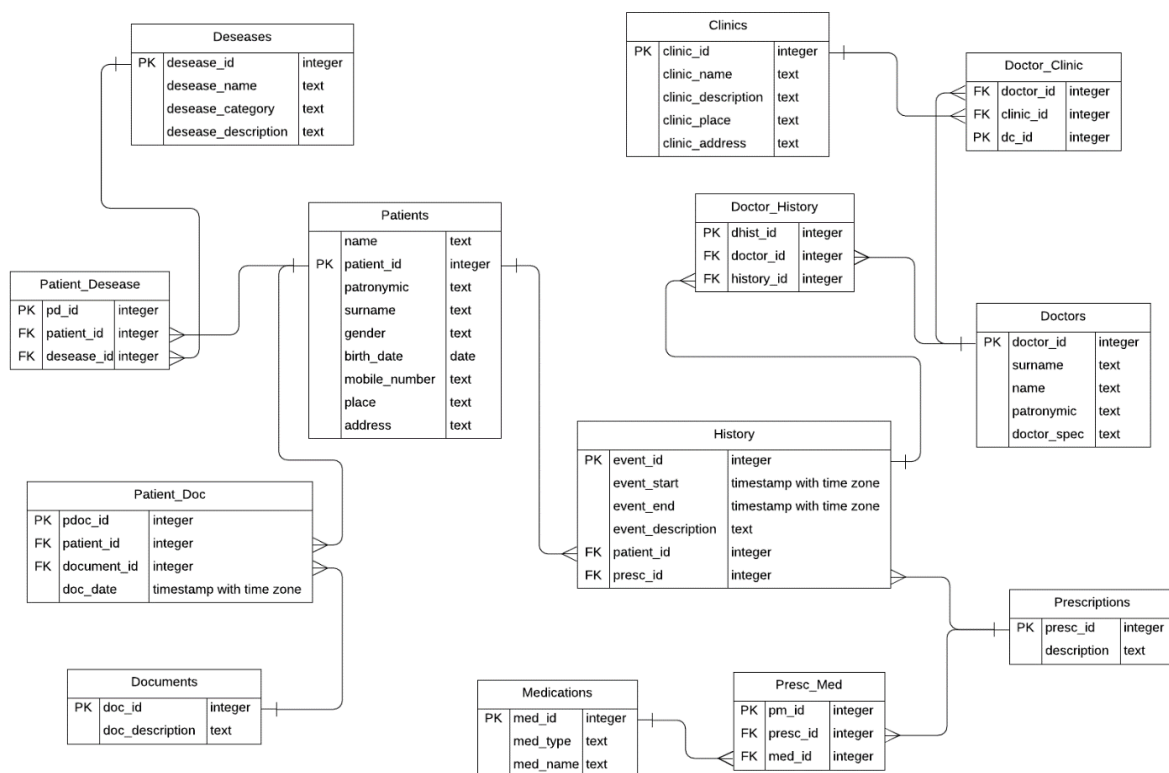 Deseases
PK desease_id integer
desease_name text
desease_category text
desease_description text
Clinics
PK clinic_id integer
clinic_name text
clinic_description text
clinic_place text
clinic_address text
Doctor_Clinic
FK doctor_id integer
FK clinic_id integer
PK dc_id integer
Patients
name text
PK patient_id integer
patronymic text
surname text
gender text
birth_date date
mobile_number text
place text
address text
Doctor_History
PK dhist_id integer
FK doctor_id integer
FK history_id integer
Patient_Desease
PK pd_id integer
FK patient_id integer
FK desease_id integer
Doctors
PK doctor_id integer
surname text
name text
patronymic text
doctor_spec text
History
PK event_id integer
event_start timestamp with time zone
event_end timestamp with time zone
event_description text
FK patient_id integer
FK presc_id integer
Patient_Doc
PK pdoc_id integer
FK patient_id integer
FK document_id integer
doc_date timestamp with time zone
Prescriptions
PK presc_id integer
description text
Documents
PK doc_id integer
doc_description text
Medications
PK med_id integer
med_type text
med_name text
Presc_Med
PK pm_id integer
FK presc_id integer
FK med_id integer